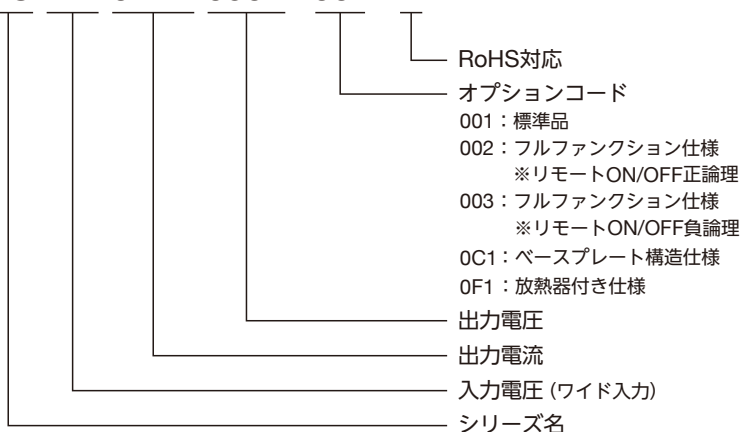 RoHS対応
オプションコード
001：標準品
002：フルファンクション仕様
※リモートON/OFF正論理
003：フルファンクション仕様
※リモートON/OFF負論理
0C1：ベースプレート構造仕様
0F1：放熱器付き仕様
出力電圧
出力電流
入力電圧 (ワイド入力)
シリーズ名